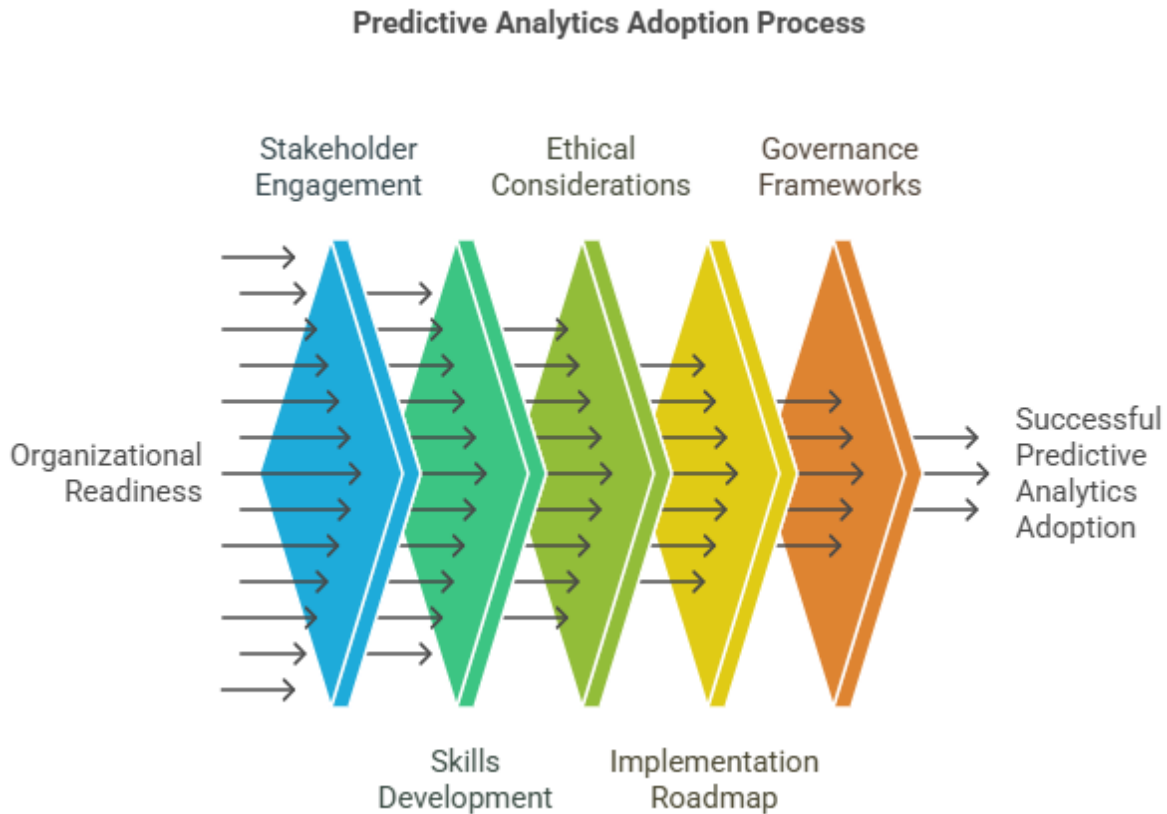 Predictive Analytics Adoption Process
Stakeholder
Engagement
Ethical
Considerations
Governance
Frameworks
Organizational
Readiness
Successful
Predictive
Analytics
Adoption
Skills
Development
Implementation
Roadmap